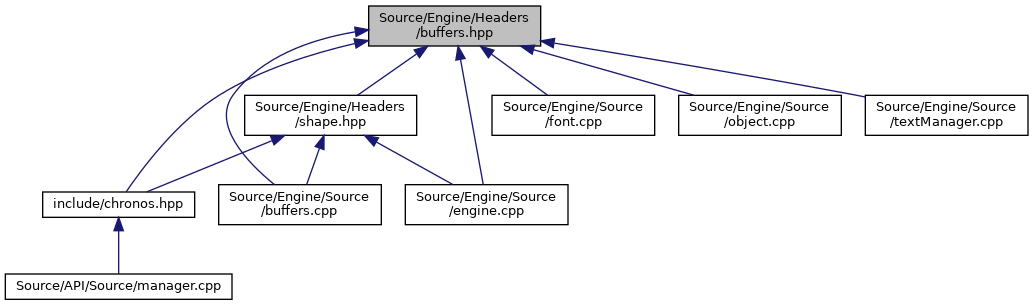 Source/Engine/Headers
/buffers.hpp
Source/Engine/Headers
/shape.hpp
Source/Engine/Source
/font.cpp
Source/Engine/Source
/object.cpp
Source/Engine/Source
/textManager.cpp
include/chronos.hpp
Source/Engine/Source
/buffers.cpp
Source/Engine/Source
/engine.cpp
Source/API/Source/manager.cpp